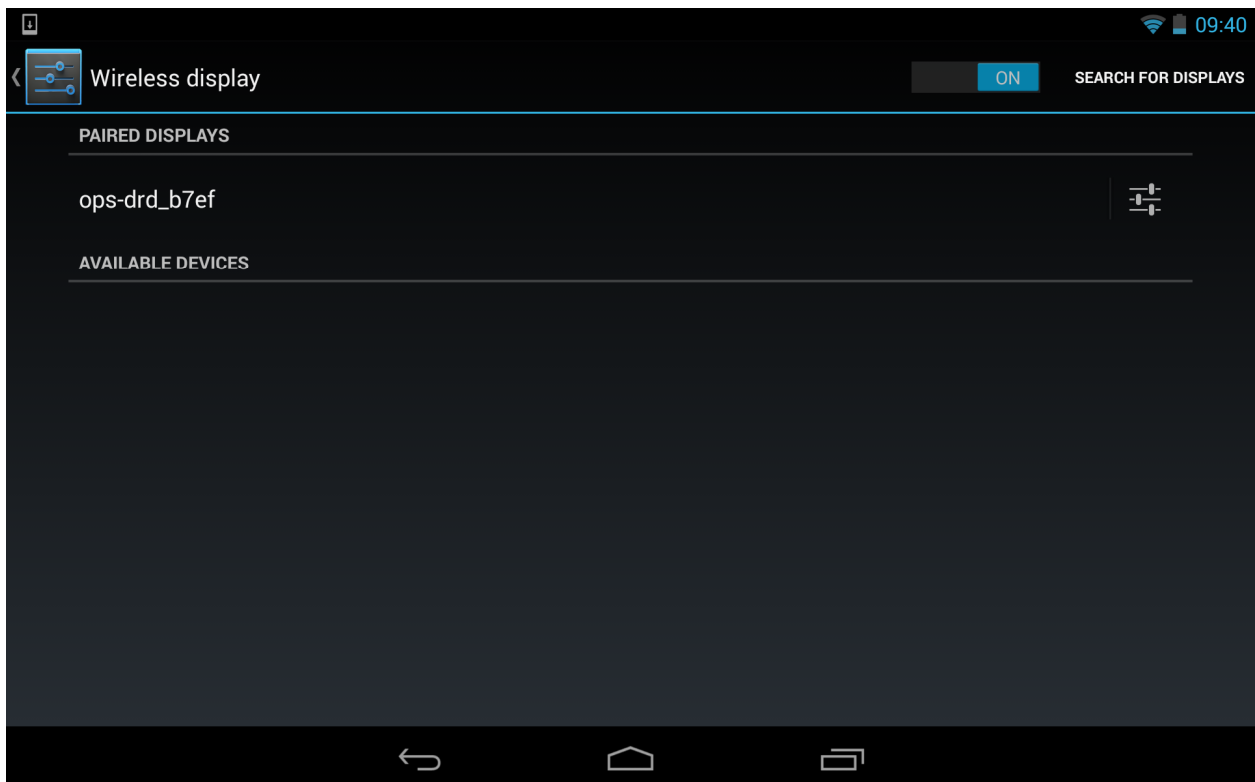 09:40
Wireless display
ON
SEARCH FOR DISPLAYS
PAIRED DISPLAYS
ops-drd_b7ef
AVAILABLE DEVICES